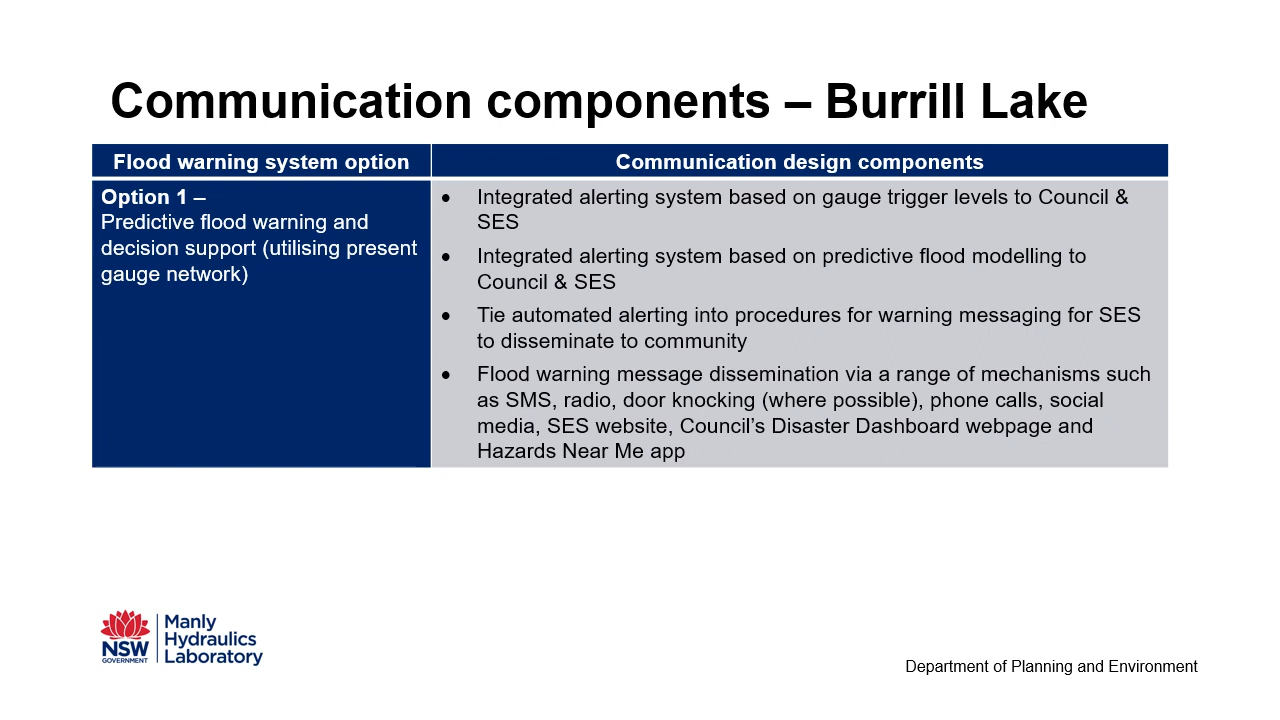 Communication components – Burrill Lake
Flood warning system option
Communication design components
Option 1 –
Predictive flood warning and
decision support (utilising present
gauge network)
• Integrated alerting system based on gauge trigger levels to Council &
SES
• Integrated alerting system based on predictive flood modelling to
Council & SES
• Tie automated alerting into procedures for warning messaging for SES
to disseminate to community
• Flood warning message dissemination via a range of mechanisms such
as SMS, radio, door knocking (where possible), phone calls, social
media, SES website, Council’s Disaster Dashboard webpage and
Hazards Near Me app
NSW
GOVERNMENT
Manly
Hydraulics
Laboratory
Department of Planning and Environment